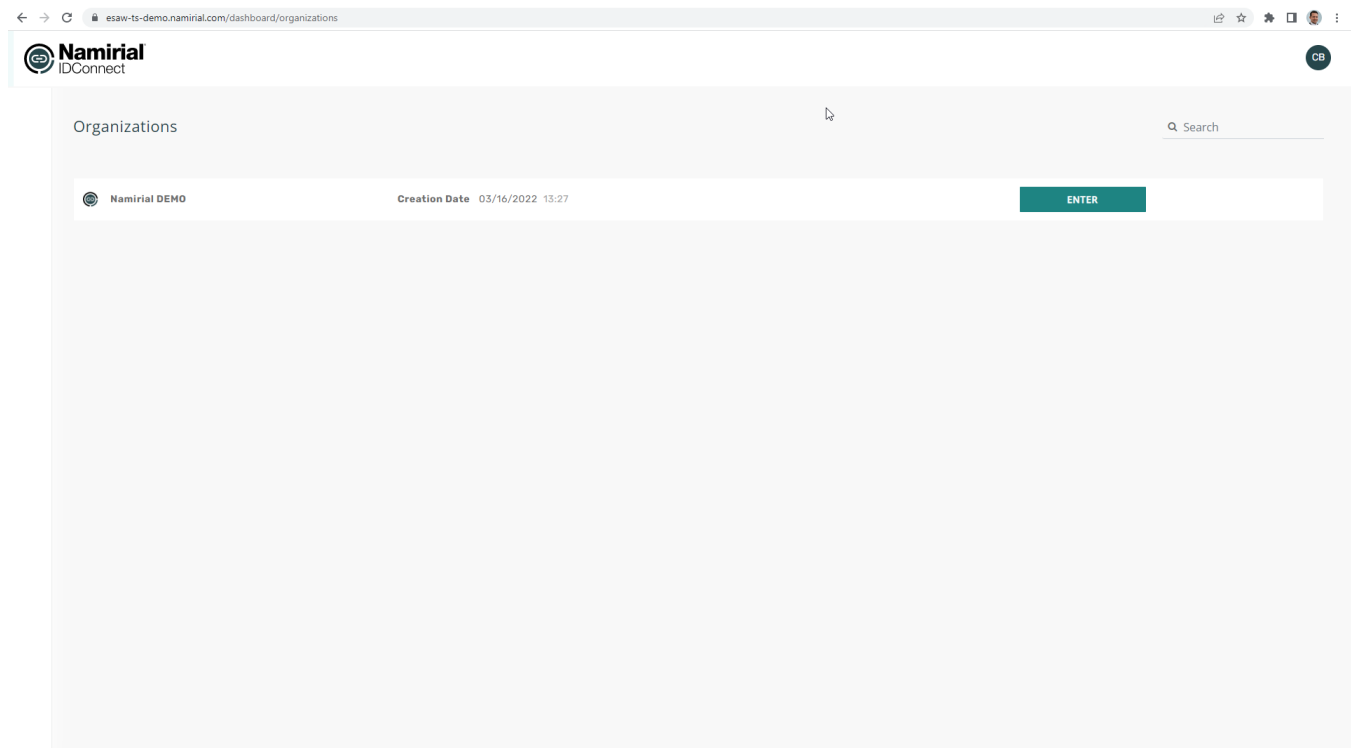 esaw-ts-demo.namirial.com/dashboard/organizations
Namirial
IDConnect
CB
Organizations
Search
Namirial DEMO Creation Date 03/16/2022 13:27 ENTER